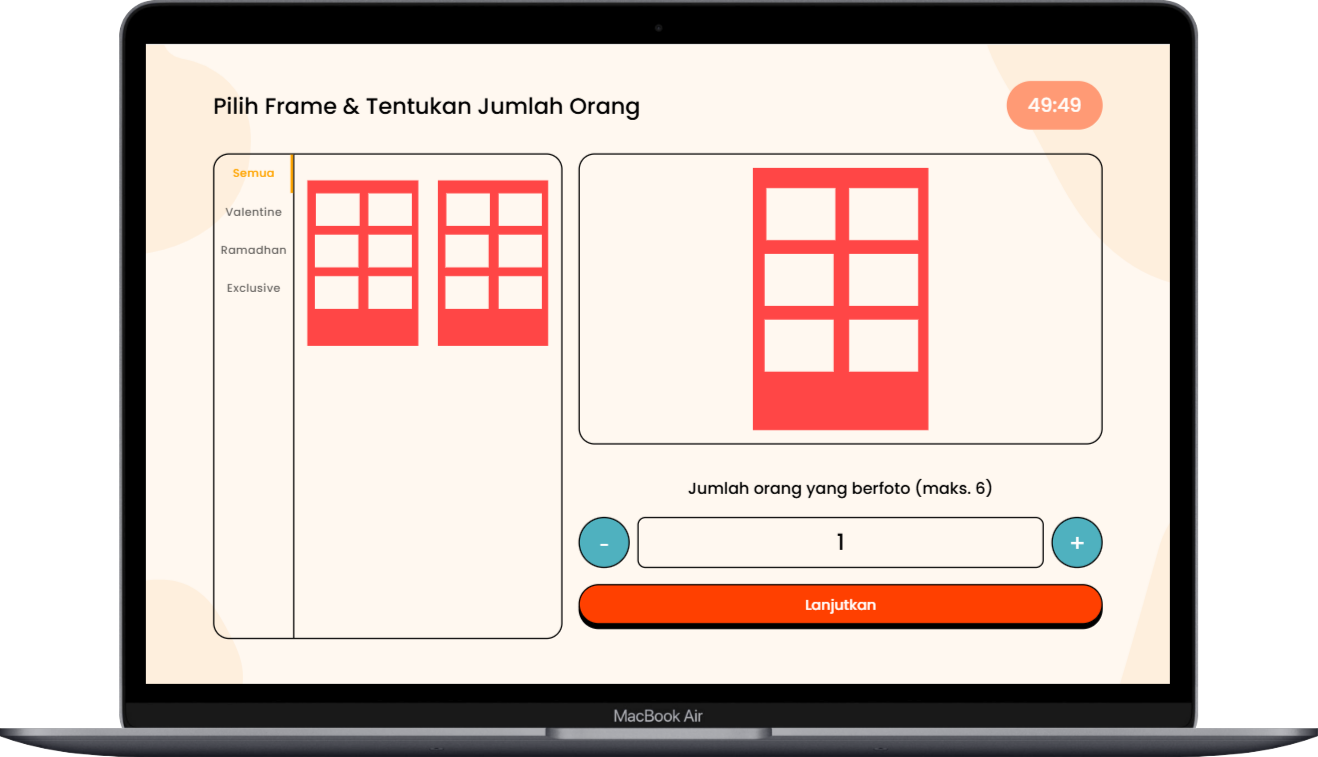 Pilih Frame & Tentukan Jumlah Orang
49:49
Semua
Valentine
Ramadhan
Exclusive
Jumlah orang yang berfoto (maks. 6)
-
1
+
Lanjutkan
MacBook Air